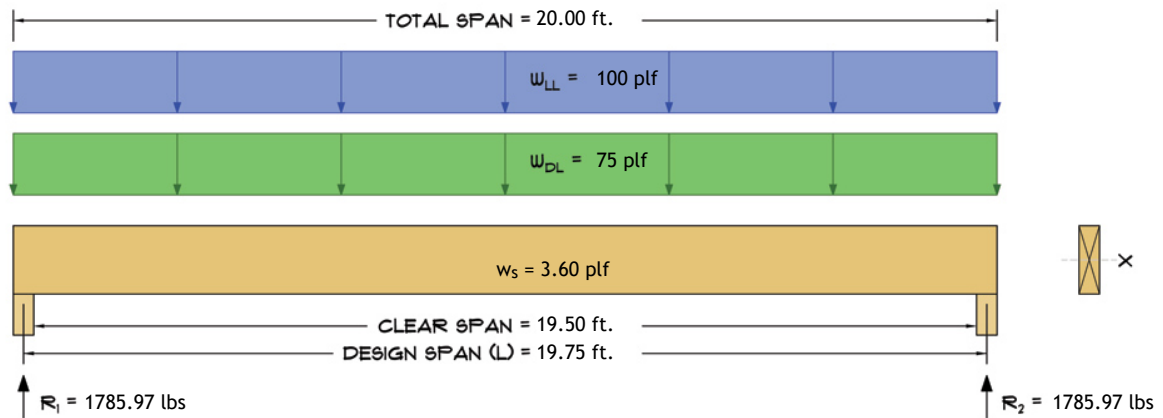 TOTAL SPAN = 20.00 ft.
WLL = 100 plf
WDL = 75 plf
ws = 3.60 plf
X
CLEAR SPAN = 19.50 ft.
DESIGN SPAN (L) = 19.75 ft.
R1 = 1785.97 lbs
R2 = 1785.97 lbs